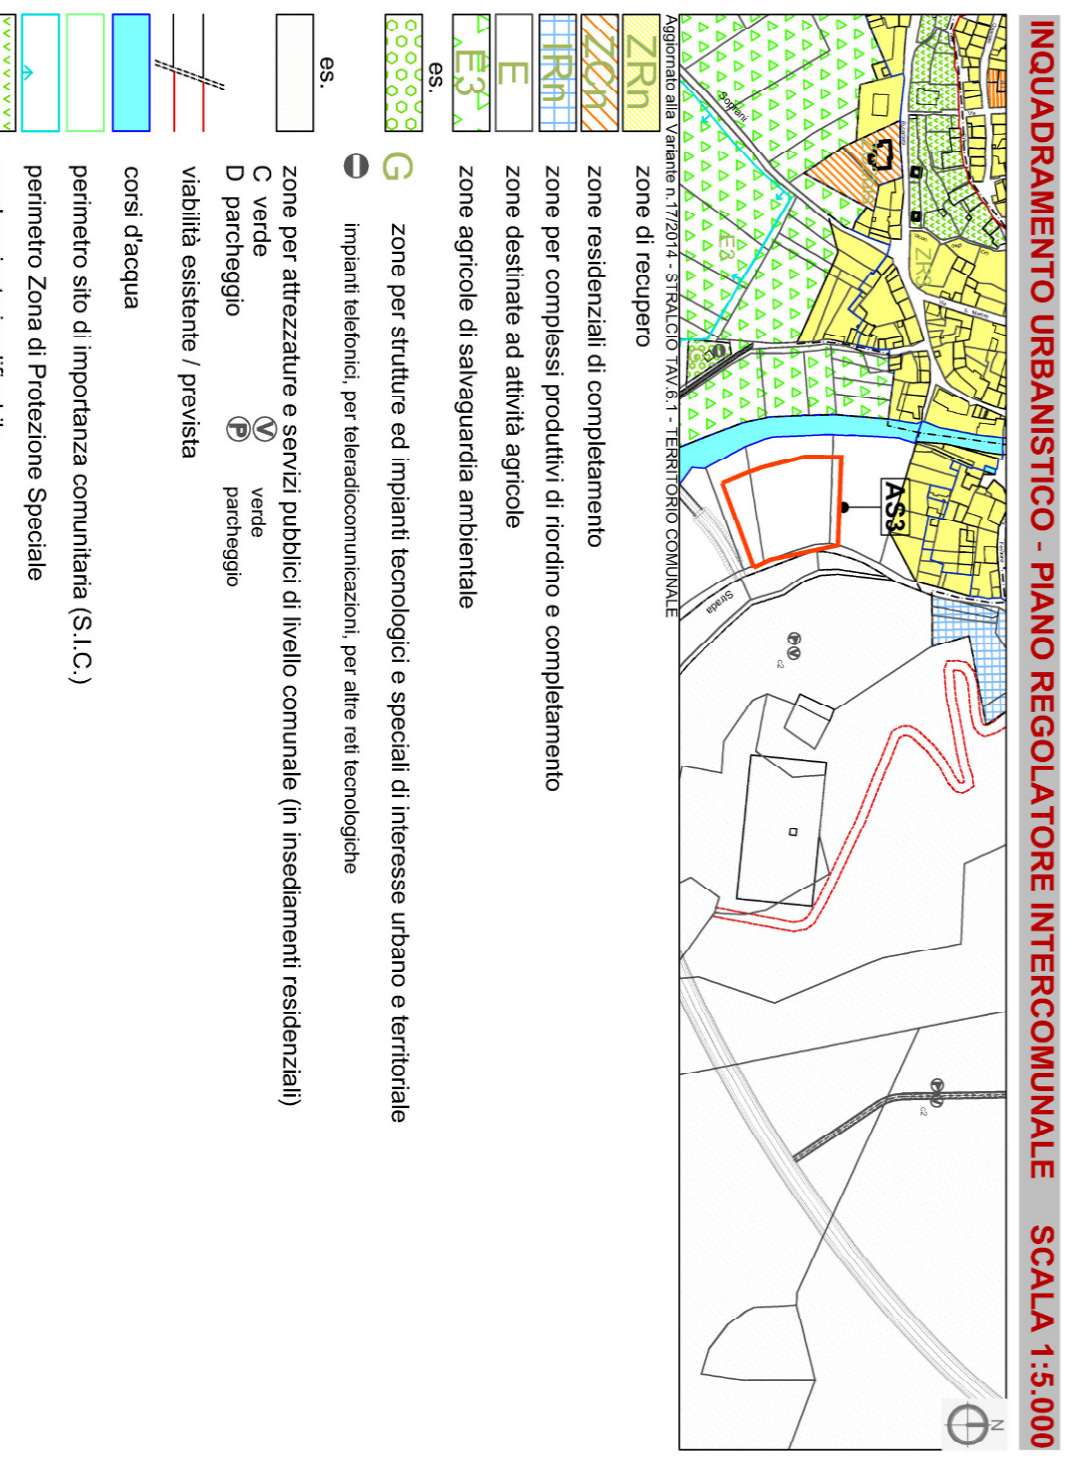 INQUADRAMENTO URBANISTICO - PIANO REGOLATORE INTERCOMUNALE SCALA 1:5.000
N
ZR
E3
AS3
Soprani
Strada
P V
c2
P V
c2
Aggiornato alla Variante n.17/2014 - STRALCIO TAV.6.1 - TERRITORIO COMUNALE
ZRn zone di recupero
ZCn zone residenziali di completamento
IRn zone per complessi produttivi di riordino e completamento
E zone destinate ad attività agricole
E3 zone agricole di salvaguardia ambientale
es.
G zone per strutture ed impianti tecnologici e speciali di interesse urbano e territoriale
impianti telefonici, per teleradiocomunicazioni, per altre reti tecnologiche
es.
zone per attrezzature e servizi pubblici di livello comunale (in insediamenti residenziali)
C verde V verde
D parcheggio P parcheggio
viabilità esistente / prevista
corsi d'acqua
perimetro sito di importanza comunitaria (S.I.C.)
perimetro Zona di Protezione Speciale